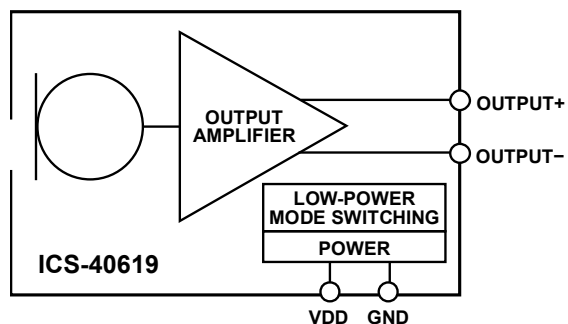 OUTPUT
AMPLIFIER
OUTPUT+
OUTPUT−
LOW-POWER
MODE SWITCHING
POWER
ICS-40619
VDD GND